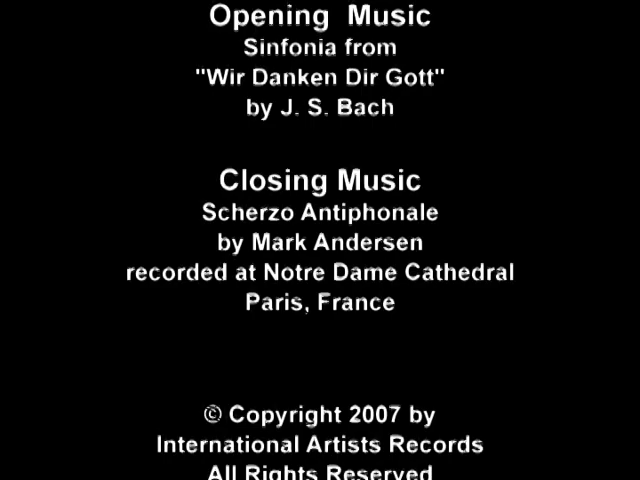 Opening Music
Sinfonia from
"Wir Danken Dir Gott"
by J. S. Bach
Closing Music
Scherzo Antiphonale
by Mark Andersen
recorded at Notre Dame Cathedral
Paris, France
© Copyright 2007 by
International Artists Records
All Rights Reserved